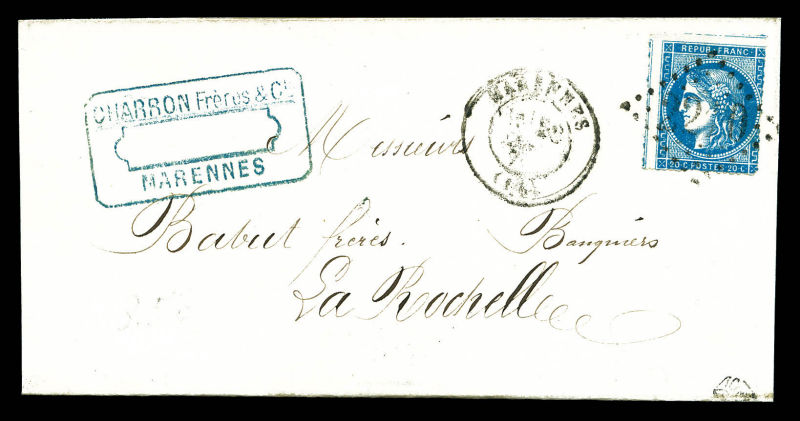 CHARRON Frères & Cie
MARENNES
MARENNES
REPUB. FRANC.
20 C POSTES 20 C
Messieurs
Babut frères. Banquiers
La Rochelle